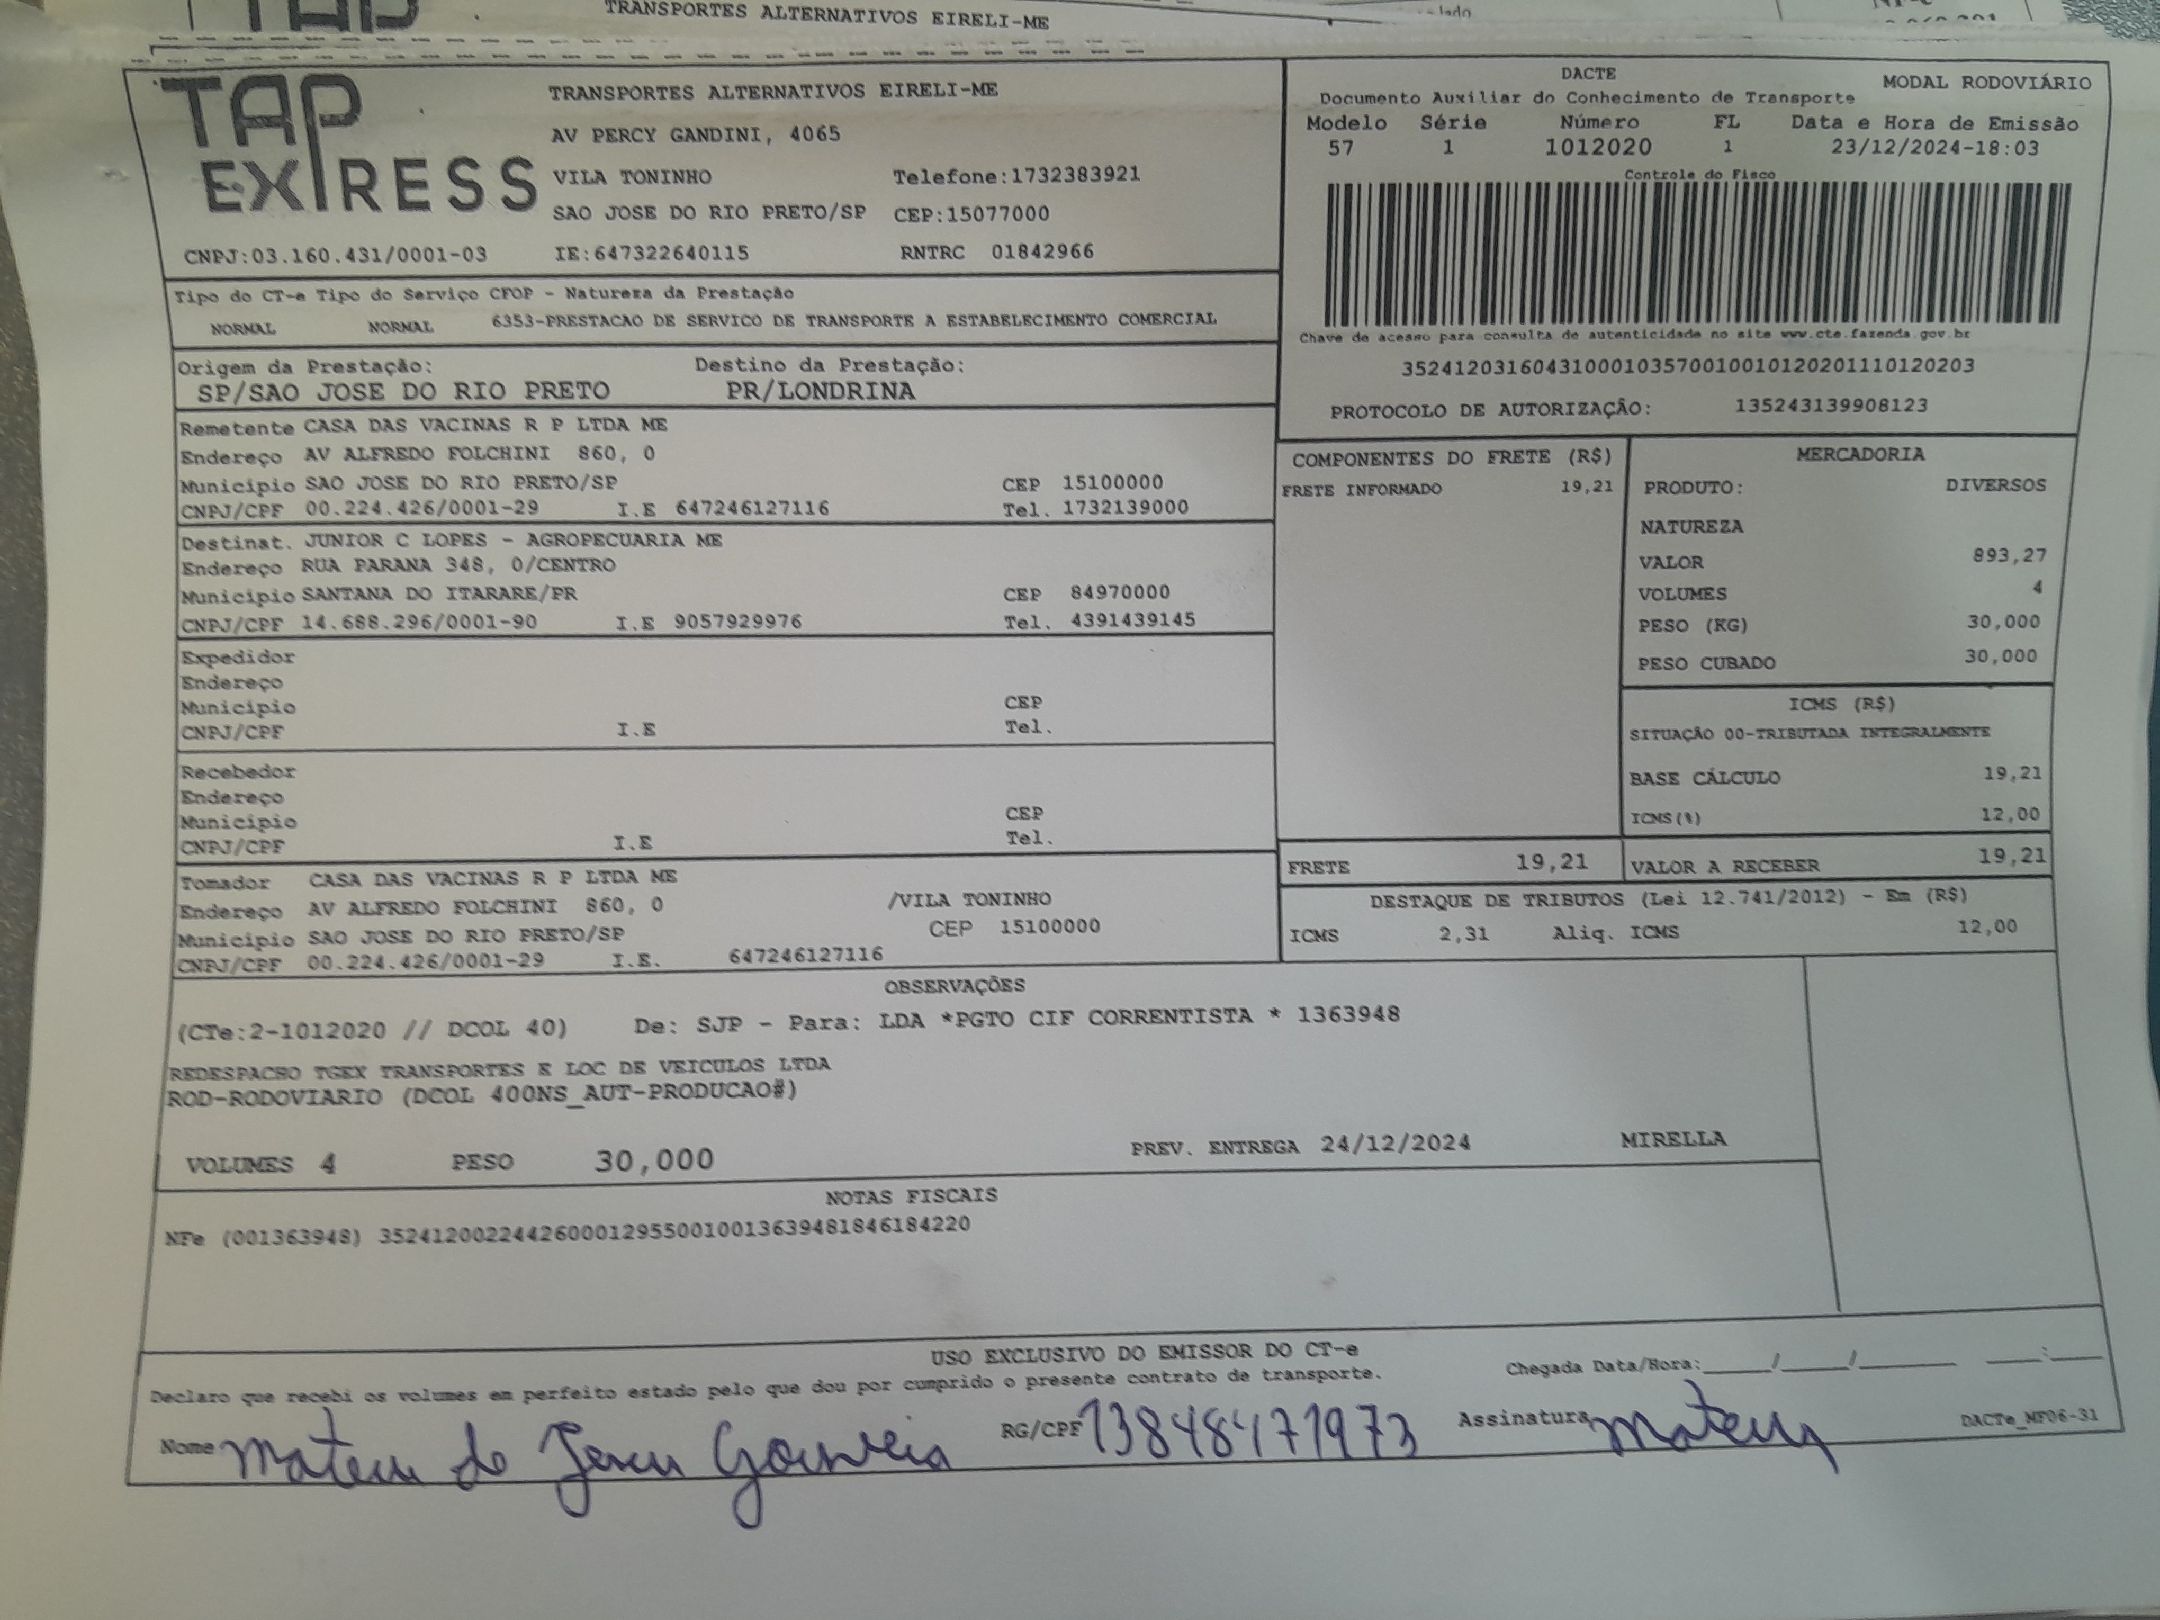 TRANSPORTES ALTERNATIVOS EIRELI-ME
TAP EXPRESS
TRANSPORTES ALTERNATIVOS EIRELI-ME
AV PERCY GANDINI, 4065
VILA TONINHO Telefone:1732383921
SAO JOSE DO RIO PRETO/SP CEP:15077000
CNPJ:03.160.431/0001-03 IE:647322640115 RNTRC 01842966
DACTE MODAL RODOVIÁRIO
Documento Auxiliar do Conhecimento de Transporte
Modelo Série Número FL Data e Hora de Emissão
57 1 1012020 1 23/12/2024-18:03
Controle do Fisco
Chave de acesso para consulta de autenticidade no site www.cte.fazenda.gov.br
35241203160431000103570010010120201110120203
PROTOCOLO DE AUTORIZAÇÃO: 135243139908123
Tipo do CT-e Tipo do Serviço CFOP - Natureza da Prestação
NORMAL NORMAL 6353-PRESTACAO DE SERVICO DE TRANSPORTE A ESTABELECIMENTO COMERCIAL
Origem da Prestação: Destino da Prestação:
SP/SAO JOSE DO RIO PRETO PR/LONDRINA
Remetente CASA DAS VACINAS R P LTDA ME
Endereço AV ALFREDO FOLCHINI 860, 0
Município SAO JOSE DO RIO PRETO/SP CEP 15100000
CNPJ/CPF 00.224.426/0001-29 I.E 647246127116 Tel. 1732139000
Destinat. JUNIOR C LOPES - AGROPECUARIA ME
Endereço RUA PARANA 348, 0/CENTRO
Município SANTANA DO ITARARE/PR CEP 84970000
CNPJ/CPF 14.688.296/0001-90 I.E 9057929976 Tel. 4391439145
Expedidor
Endereço
Município CEP
CNPJ/CPF I.E Tel.
Recebedor
Endereço
Município CEP
CNPJ/CPF I.E Tel.
Tomador CASA DAS VACINAS R P LTDA ME
Endereço AV ALFREDO FOLCHINI 860, 0 /VILA TONINHO
Município SAO JOSE DO RIO PRETO/SP CEP 15100000
CNPJ/CPF 00.224.426/0001-29 I.E. 647246127116
COMPONENTES DO FRETE (R$)
FRETE INFORMADO 19,21
MERCADORIA
PRODUTO: DIVERSOS
NATUREZA
VALOR 893,27
VOLUMES 4
PESO (KG) 30,000
PESO CUBADO 30,000
ICMS (R$)
SITUAÇÃO 00-TRIBUTADA INTEGRALMENTE
BASE CÁLCULO 19,21
ICMS(%) 12,00
FRETE 19,21 VALOR A RECEBER 19,21
DESTAQUE DE TRIBUTOS (Lei 12.741/2012) - Em (R$)
ICMS 2,31 Aliq. ICMS 12,00
OBSERVAÇÕES
(CTe:2-1012020 // DCOL 40) De: SJP - Para: LDA *PGTO CIF CORRENTISTA * 1363948
REDESPACHO TGEX TRANSPORTES E LOC DE VEICULOS LTDA
ROD-RODOVIARIO (DCOL 400NS_AUT-PRODUCAO#)
VOLUMES 4 PESO 30,000 PREV. ENTREGA 24/12/2024 MIRELLA
NOTAS FISCAIS
NFe (001363948) 35241200224426000129550010013639481846184220
USO EXCLUSIVO DO EMISSOR DO CT-e
Declaro que recebi os volumes em perfeito estado pelo que dou por cumprido o presente contrato de transporte. Chegada Data/Hora:____/____/______ ___:___
Nome Mateus de Jesus RG/CPF 13848471973 Assinatura Mateus DACTe_MF06-31